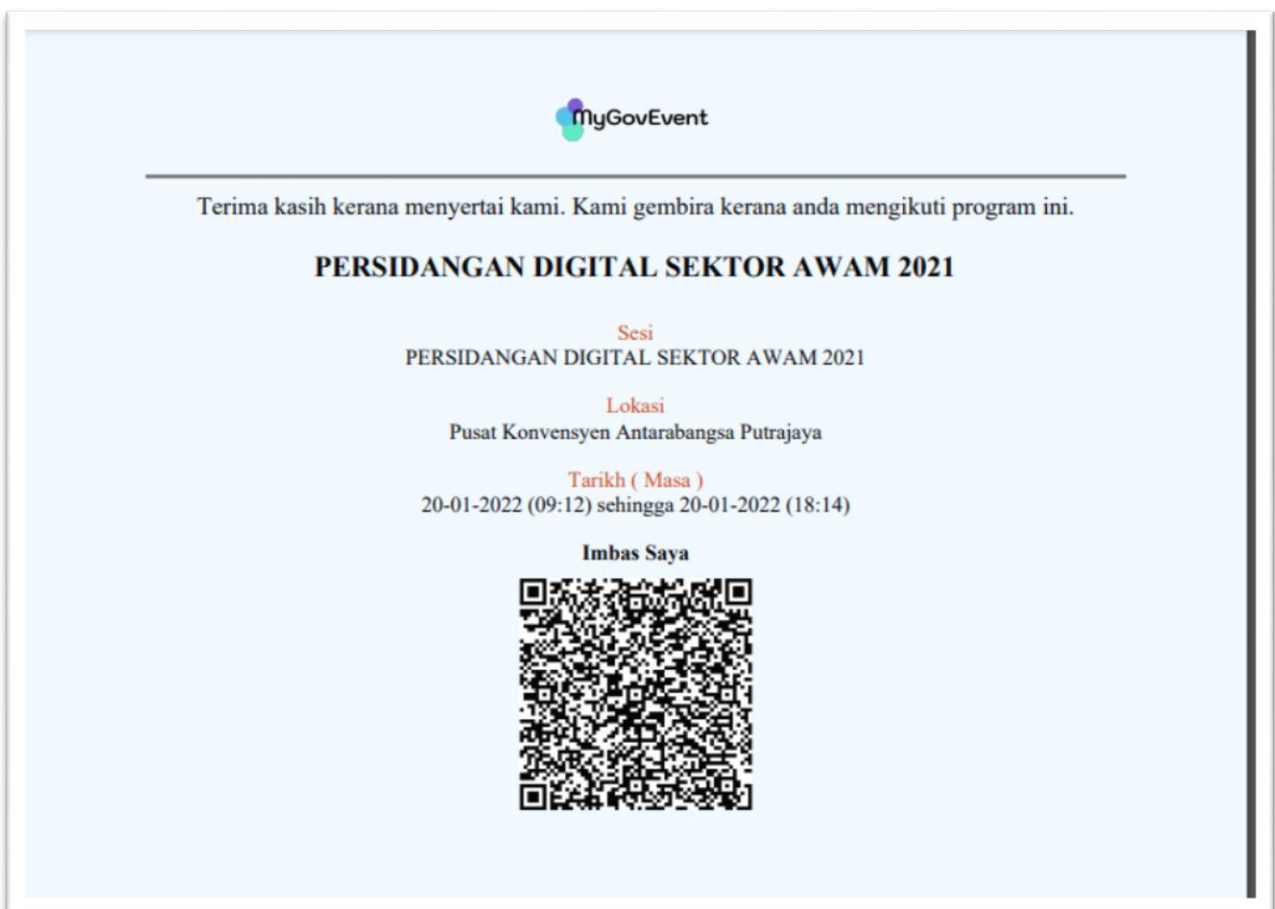 MyGovEvent
Terima kasih kerana menyertai kami. Kami gembira kerana anda mengikuti program ini.
PERSIDANGAN DIGITAL SEKTOR AWAM 2021
Sesi
PERSIDANGAN DIGITAL SEKTOR AWAM 2021
Lokasi
Pusat Konvensyen Antarabangsa Putrajaya
Tarikh ( Masa )
20-01-2022 (09:12) sehingga 20-01-2022 (18:14)
Imbas Saya